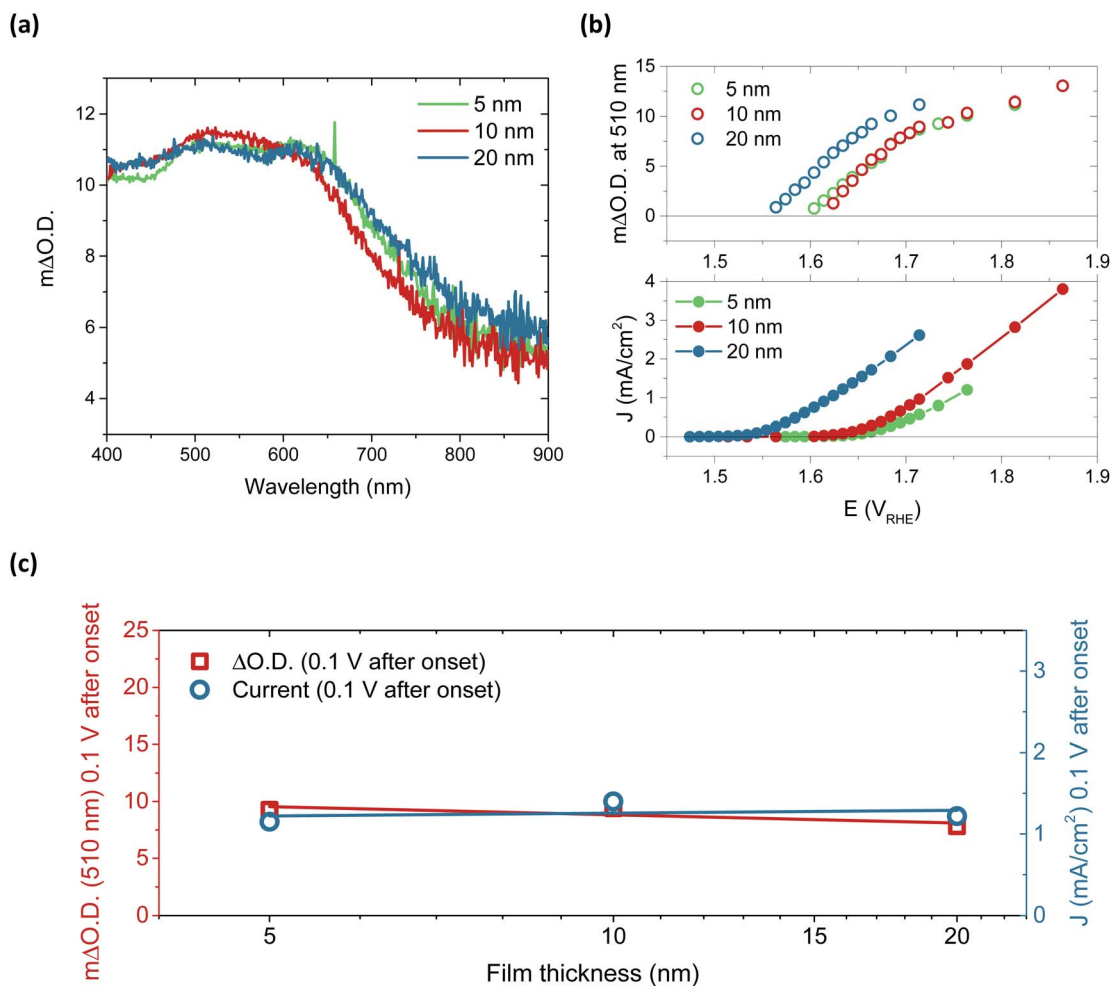 (a)
12
10
8
6
4
400 500 600 700 800 900
mΔO.D.
Wavelength (nm)
5 nm
10 nm
20 nm
(b)
15
10
5
0
mΔO.D. at 510 nm
5 nm
10 nm
20 nm
1.5 1.6 1.7 1.8 1.9
4
3
2
1
0
J (mA/cm²)
5 nm
10 nm
20 nm
1.5 1.6 1.7 1.8 1.9
E (V_RHE)
(c)
mΔO.D. (510 nm) 0.1 V after onset
25
20
15
10
5
0
ΔO.D. (0.1 V after onset)
Current (0.1 V after onset)
3
2
1
0
J (mA/cm²) 0.1 V after onset
5 10 15 20
Film thickness (nm)